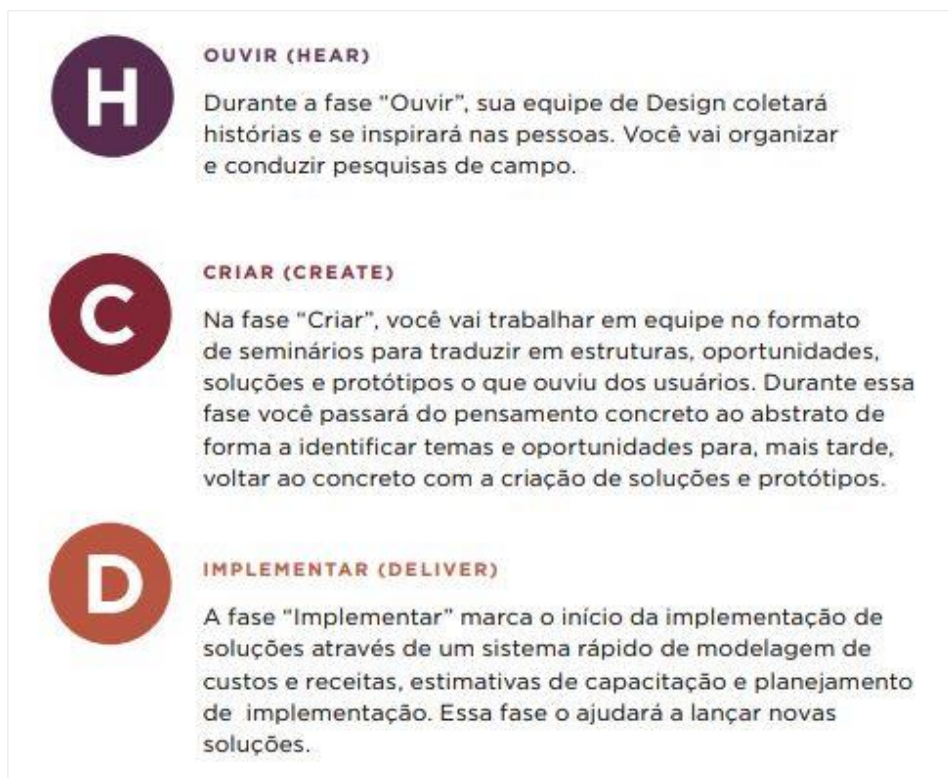 H
OUVIR (HEAR)
Durante a fase “Ouvir”, sua equipe de Design coletará
histórias e se inspirará nas pessoas. Você vai organizar
e conduzir pesquisas de campo.
C
CRIAR (CREATE)
Na fase “Criar”, você vai trabalhar em equipe no formato
de seminários para traduzir em estruturas, oportunidades,
soluções e protótipos o que ouviu dos usuários. Durante essa
fase você passará do pensamento concreto ao abstrato de
forma a identificar temas e oportunidades para, mais tarde,
voltar ao concreto com a criação de soluções e protótipos.
D
IMPLEMENTAR (DELIVER)
A fase “Implementar” marca o início da implementação de
soluções através de um sistema rápido de modelagem de
custos e receitas, estimativas de capacitação e planejamento
de implementação. Essa fase o ajudará a lançar novas
soluções.